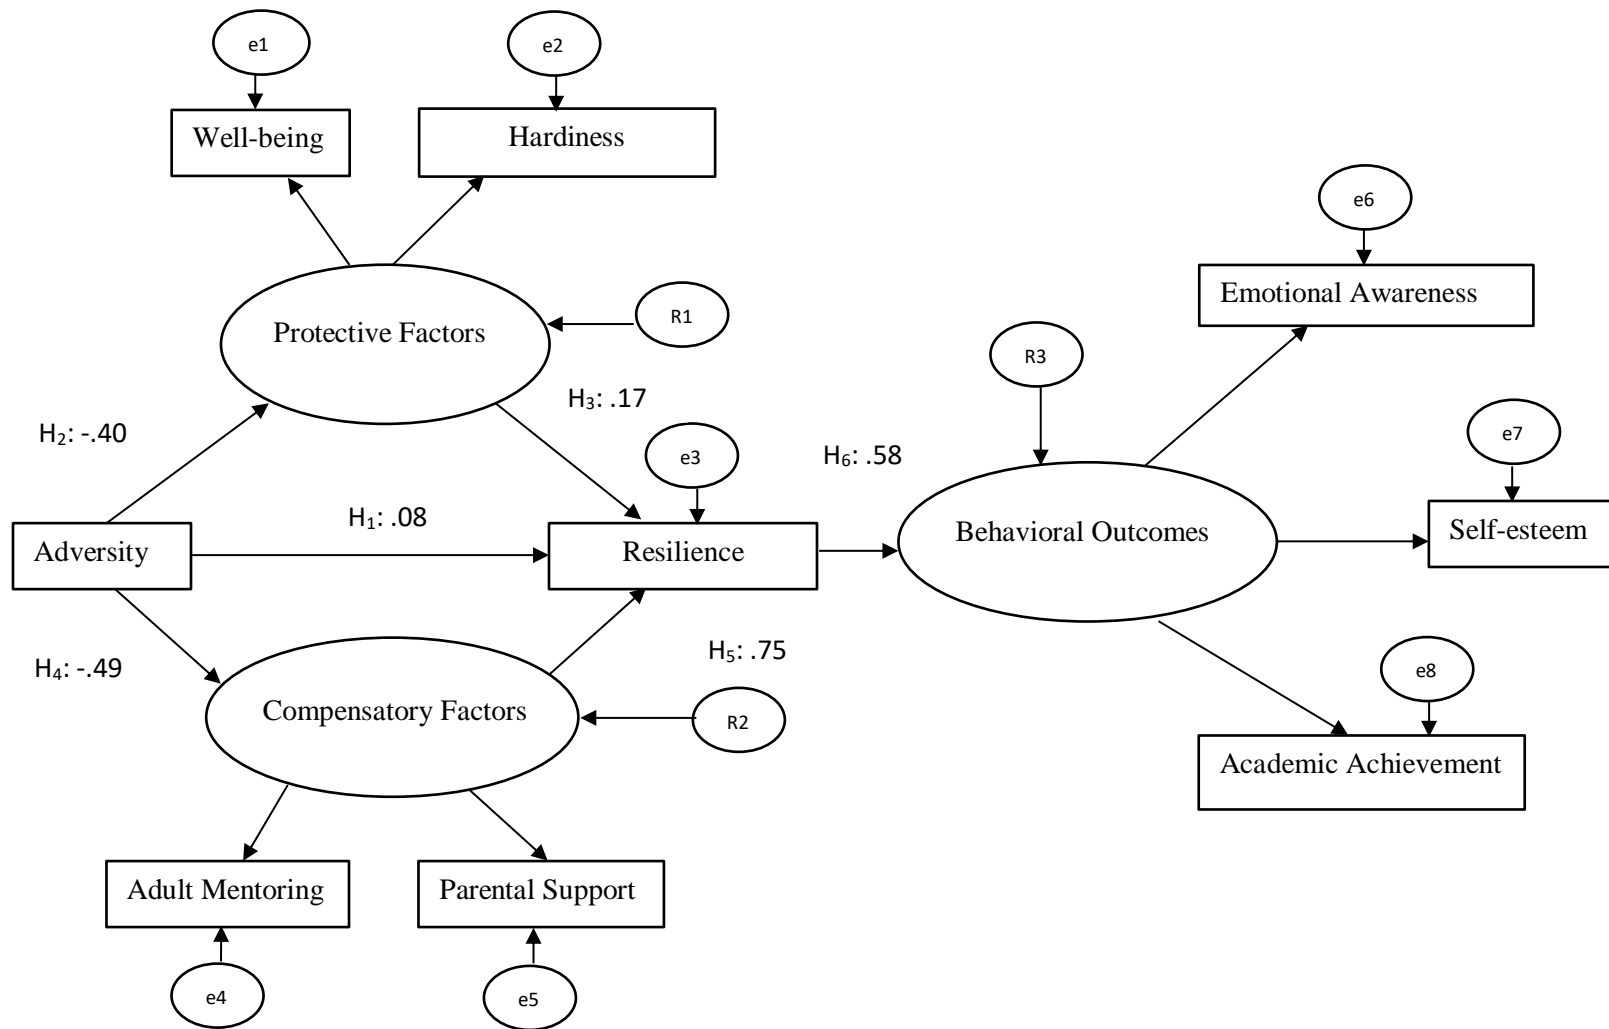 e1
e2
Well-being
Hardiness
e6
Emotional Awareness
Protective Factors
R1
R3
H₃: .17
H₂: -.40
e3
H₆: .58
e7
H₁: .08
Adversity
Resilience
Behavioral Outcomes
Self-esteem
H₄: -.49
H₅: .75
e8
Compensatory Factors
R2
Academic Achievement
Adult Mentoring
Parental Support
e4
e5